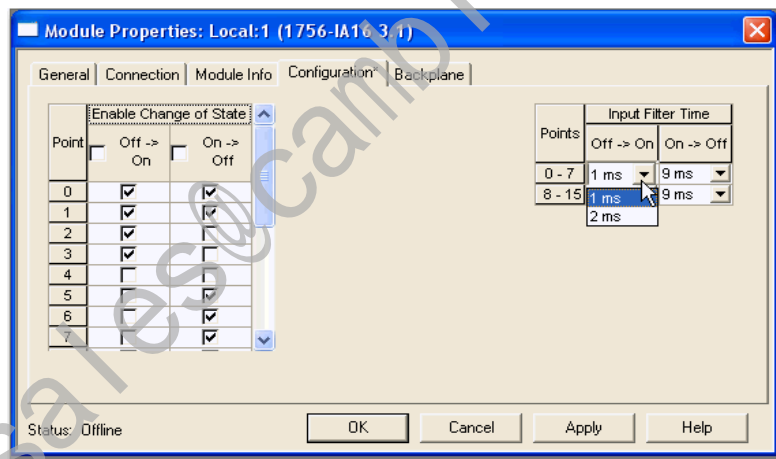 Module Properties: Local:1 (1756-IA16 3.1)
General Connection Module Info Configuration* Backplane
Enable Change of State
Point Off -> On On -> Off
0
1
2
3
4
5
6
7
Input Filter Time
Points Off -> On On -> Off
0 - 7 1 ms 9 ms
8 - 15 1 ms 9 ms
2 ms
Status: Offline OK Cancel Apply Help
sales@camb